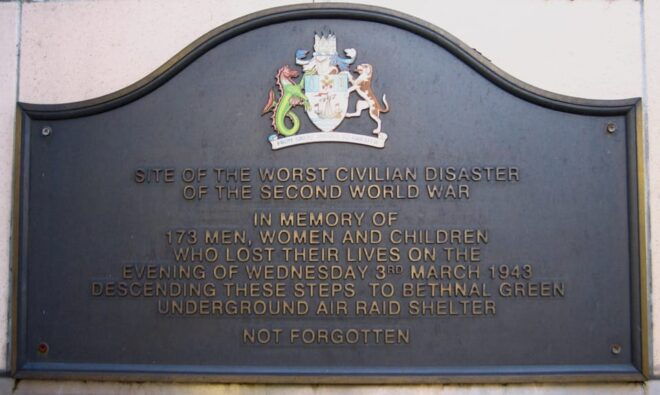 SITE OF THE WORST CIVILIAN DISASTER
OF THE SECOND WORLD WAR
IN MEMORY OF
173 MEN, WOMEN AND CHILDREN
WHO LOST THEIR LIVES ON THE
EVENING OF WEDNESDAY 3RD MARCH 1943
DESCENDING THESE STEPS TO BETHNAL GREEN
UNDERGROUND AIR RAID SHELTER
NOT FORGOTTEN